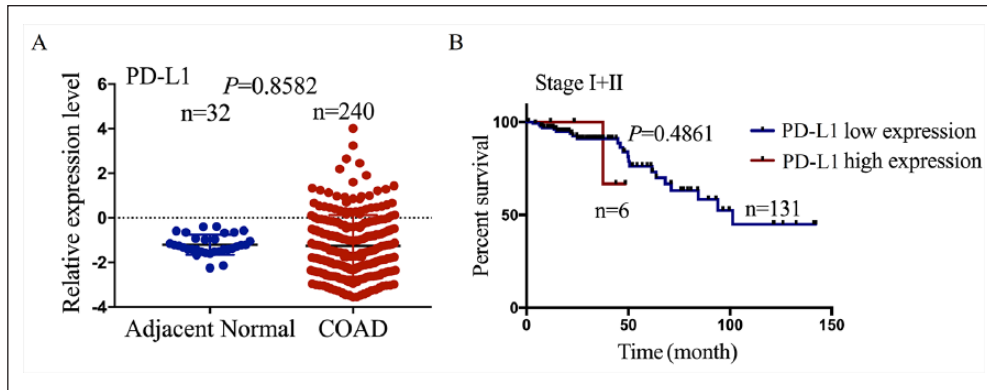 A
PD-L1
P=0.8582
n=32
n=240
Relative expression level
6
4
2
0
-2
-4
Adjacent Normal
COAD
B
Stage I+II
P=0.4861
PD-L1 low expression
PD-L1 high expression
n=6
n=131
Percent survival
100
50
0
0
50
100
150
Time (month)